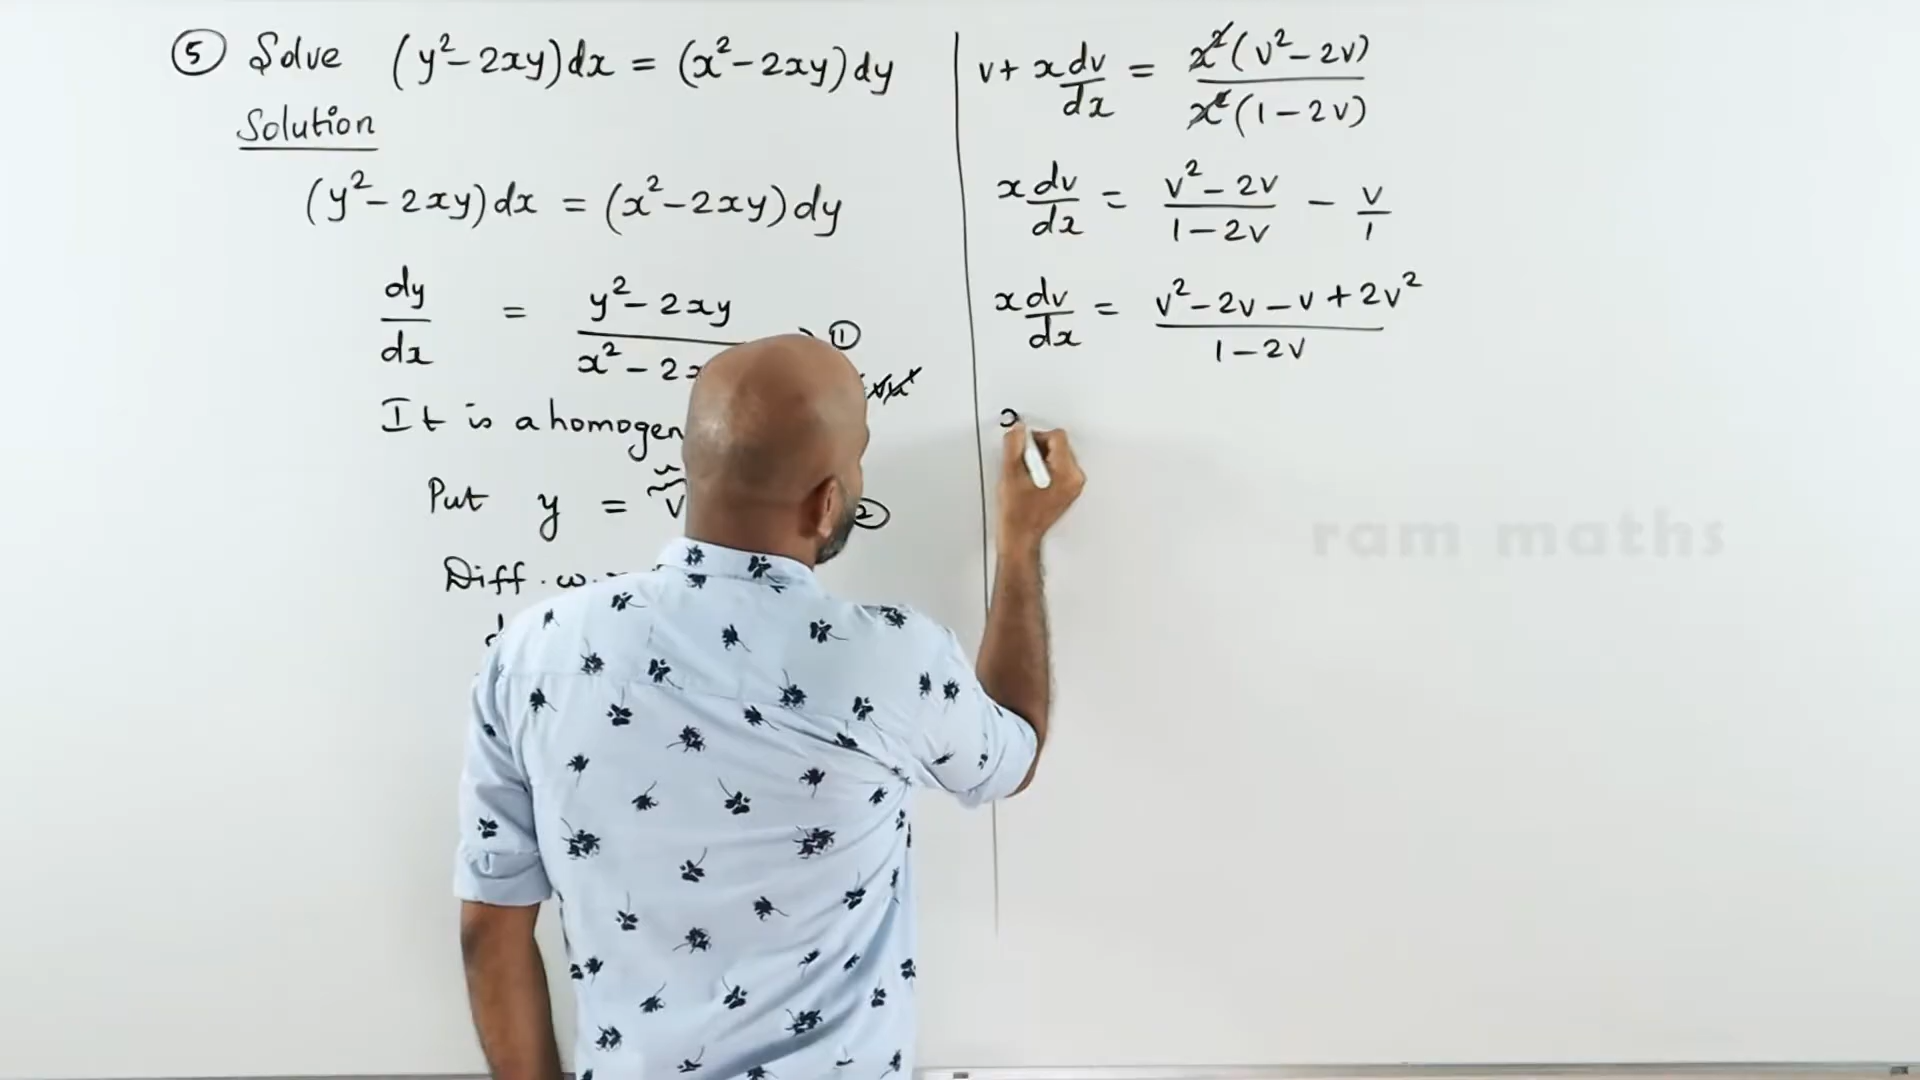 ⑤ Solve (y² - 2xy)dx = (x² - 2xy)dy
Solution
(y² - 2xy)dx = (x² - 2xy)dy
dy/dx = (y² - 2xy)/(x² - 2x ①
It is a homogen
Put y = v ②
Diff. w.
d
v + x dv/dx = x²(v² - 2v)/x²(1 - 2v)
x dv/dx = (v² - 2v)/(1 - 2v) - v/1
x dv/dx = (v² - 2v - v + 2v²)/(1 - 2v)
x
ram maths